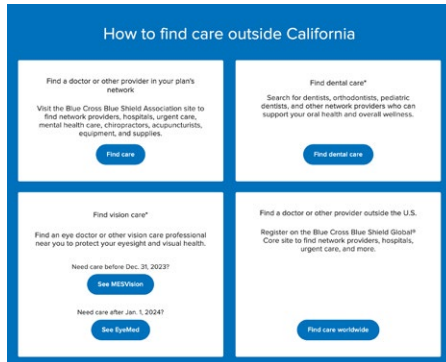 How to find care outside California
Find a doctor or other provider in your plan's
network
Visit the Blue Cross Blue Shield Association site to
find network providers, hospitals, urgent care,
mental health care, chiropractors, acupuncturists,
equipment, and supplies.
Find care
Find dental care*
Search for dentists, orthodontists, pediatric
dentists, and other network providers who can
support your oral health and overall wellness.
Find dental care
Find vision care*
Find an eye doctor or other vision care professional
near you to protect your eyesight and visual health.
Need care before Dec. 31, 2023?
See MESVision
Need care after Jan. 1, 2024?
See EyeMed
Find a doctor or other provider outside the U.S.
Register on the Blue Cross Blue Shield Global®
Core site to find network providers, hospitals,
urgent care, and more.
Find care worldwide